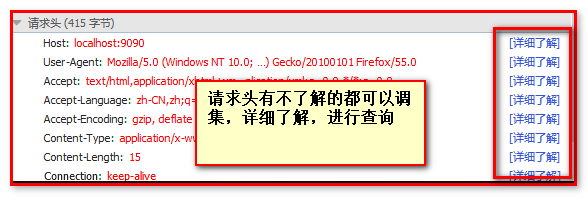 请求头 (415 字节)
Host: localhost:9090 [详细了解]
User-Agent: Mozilla/5.0 (Windows NT 10.0; …) Gecko/20100101 Firefox/55.0 [详细了解]
Accept: text/html,application/xhtml+ [详细了解]
Accept-Language: zh-CN,zh;q= [详细了解]
Accept-Encoding: gzip, deflate [详细了解]
Content-Type: application/x-w [详细了解]
Content-Length: 15 [详细了解]
Connection: keep-alive [详细了解]
请求头有不了解的都可以调
集，详细了解，进行查询